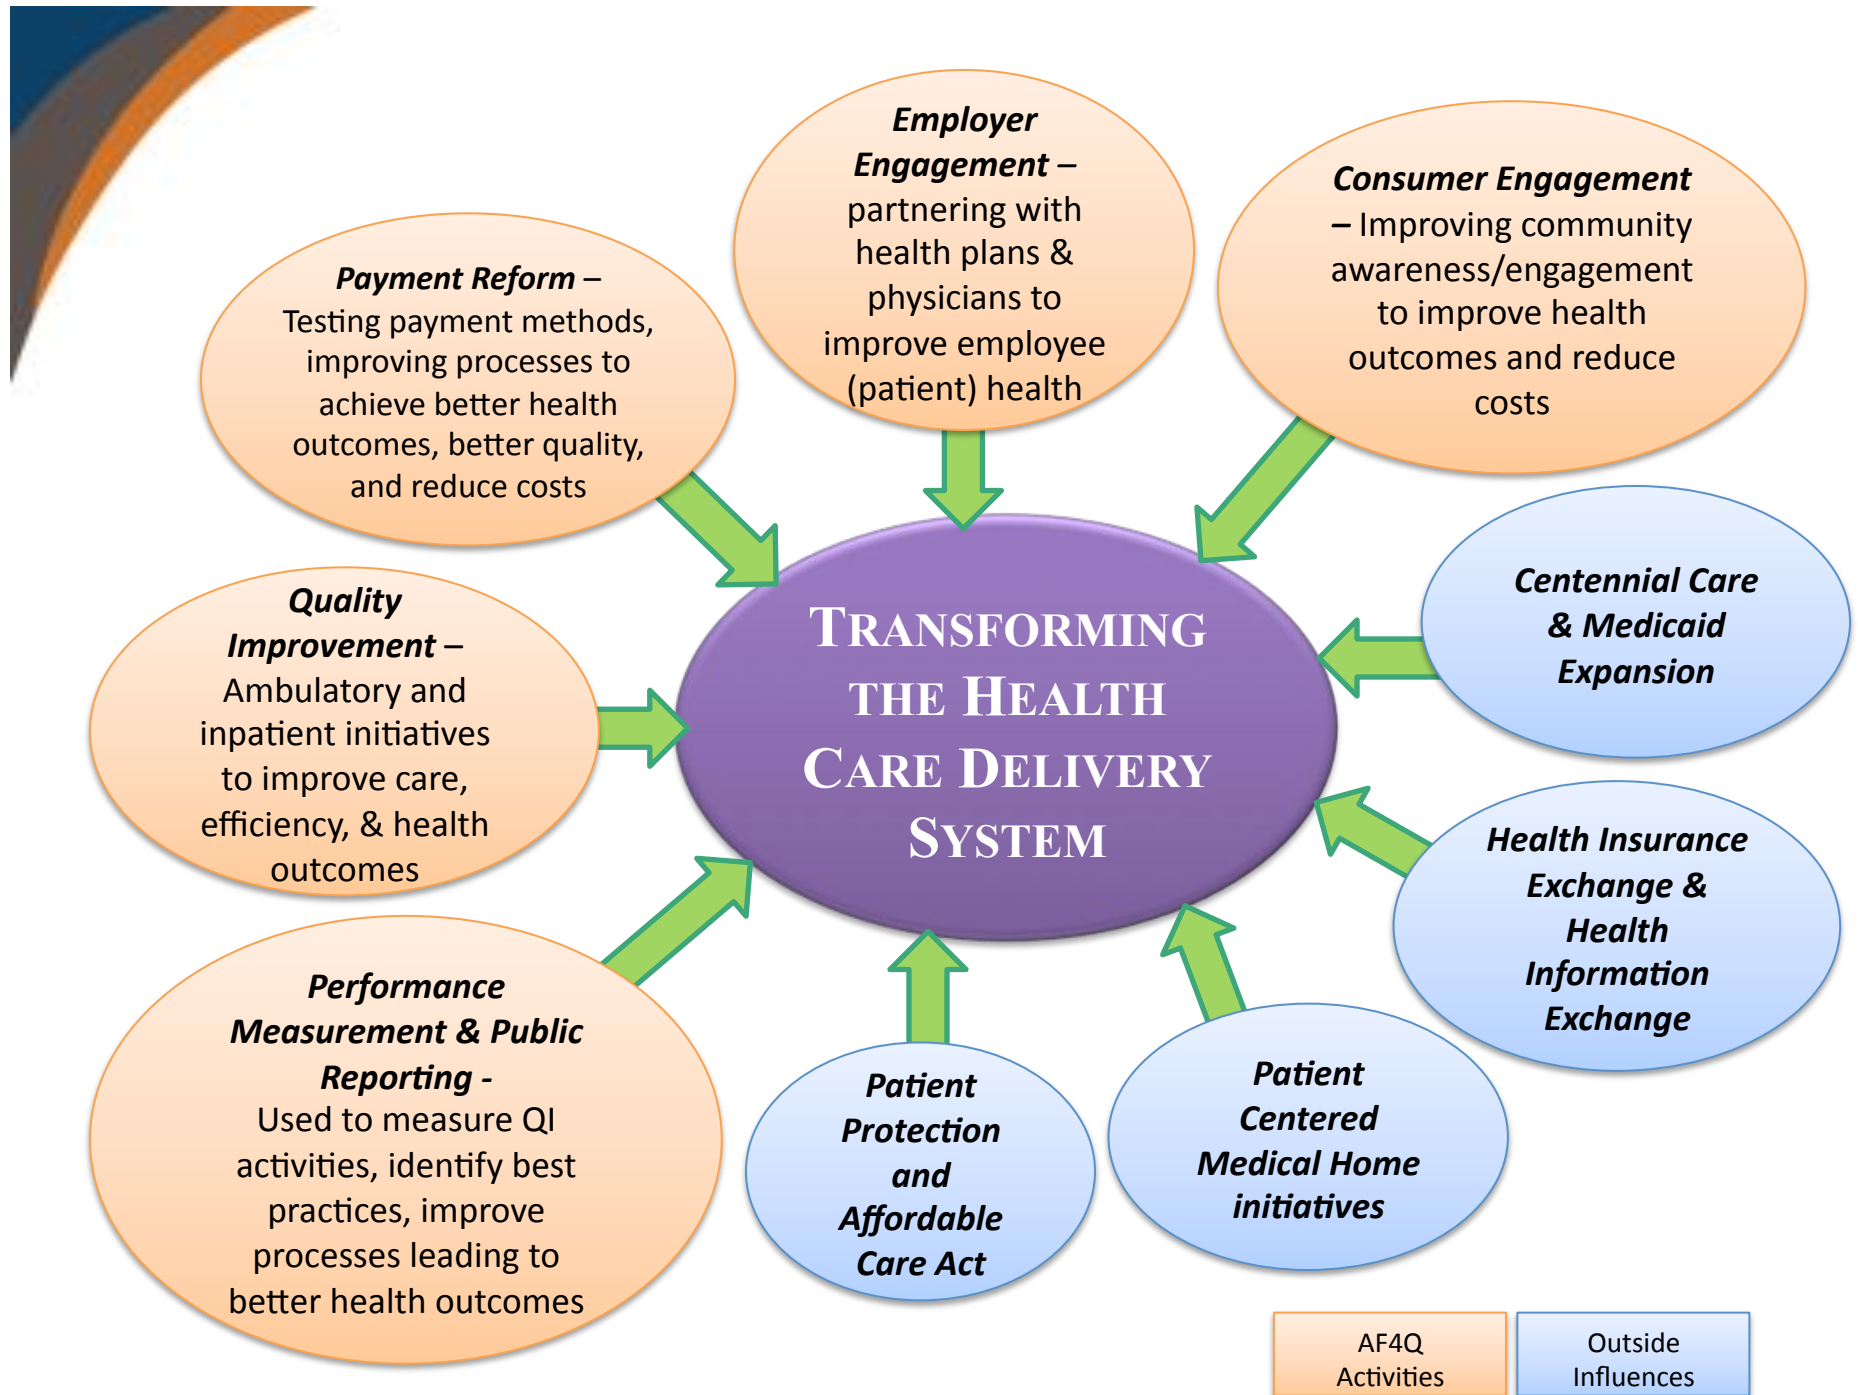 Employer
Engagement –
partnering with
health plans &
physicians to
improve employee
(patient) health
Consumer Engagement
– Improving community
awareness/engagement
to improve health
outcomes and reduce
costs
Payment Reform –
Testing payment methods,
improving processes to
achieve better health
outcomes, better quality,
and reduce costs
Centennial Care
& Medicaid
Expansion
Quality
Improvement –
Ambulatory and
inpatient initiatives
to improve care,
efficiency, & health
outcomes
TRANSFORMING
THE HEALTH
CARE DELIVERY
SYSTEM
Health Insurance
Exchange &
Health
Information
Exchange
Performance
Measurement & Public
Reporting -
Used to measure QI
activities, identify best
practices, improve
processes leading to
better health outcomes
Patient
Protection
and
Affordable
Care Act
Patient
Centered
Medical Home
initiatives
AF4Q
Activities
Outside
Influences